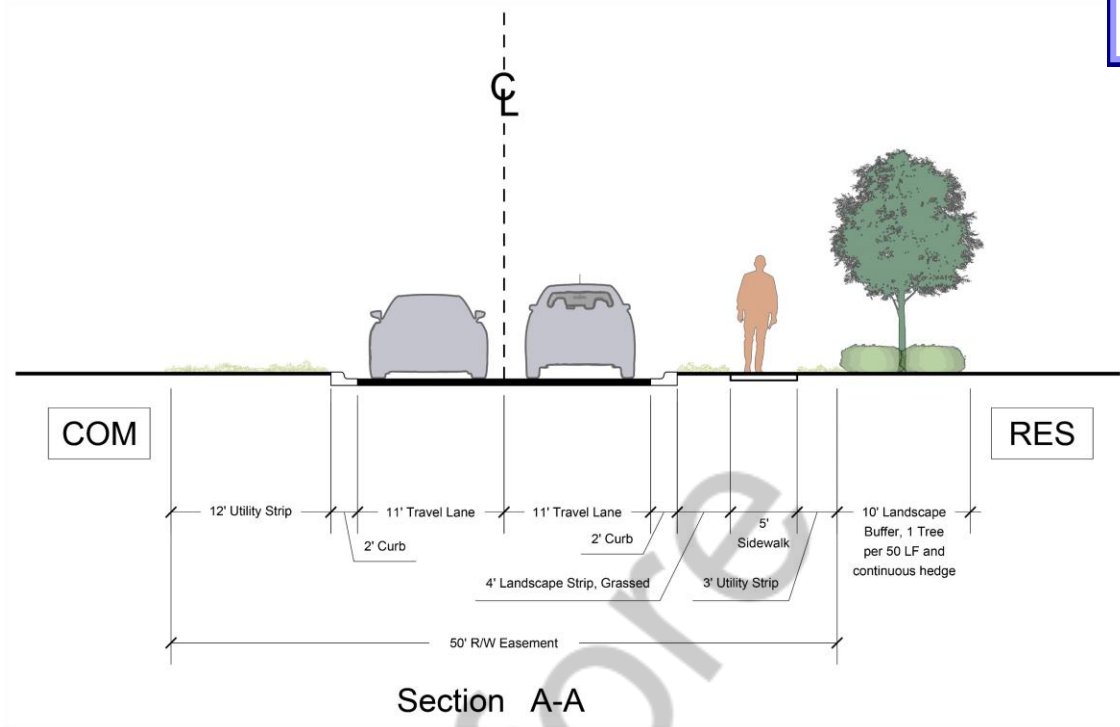 CL
COM
RES
12' Utility Strip
11' Travel Lane
11' Travel Lane
5'
Sidewalk
10' Landscape
Buffer, 1 Tree
per 50 LF and
continuous hedge
2' Curb
2' Curb
4' Landscape Strip, Grassed
3' Utility Strip
50' R/W Easement
Section A-A
ore